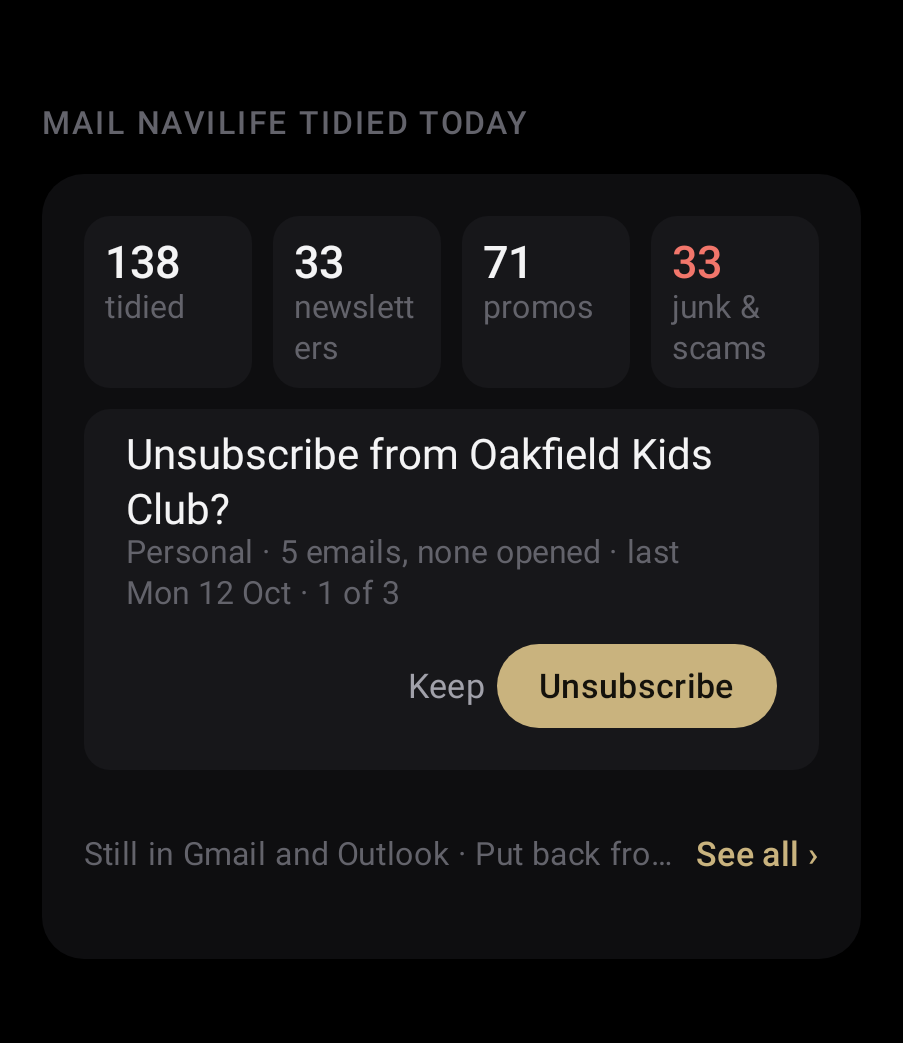 MAIL NAVILIFE TIDIED TODAY
138
tidied
33
newslett
ers
71
promos
33
junk &
scams
Unsubscribe from Oakfield Kids
Club?
Personal · 5 emails, none opened · last
Mon 12 Oct · 1 of 3
Keep
Unsubscribe
Still in Gmail and Outlook · Put back fro…
See all ›